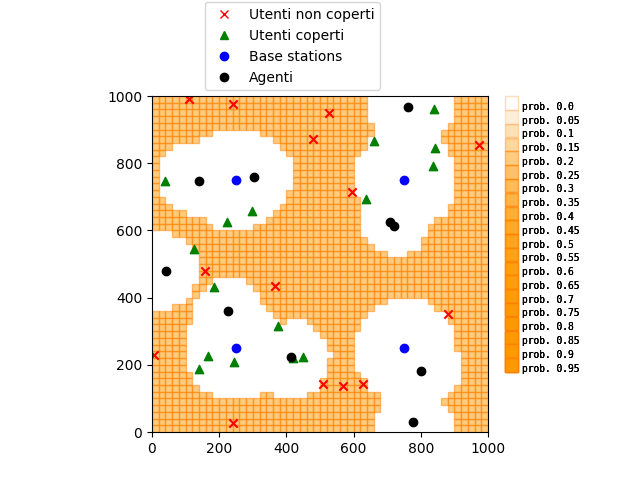 Utenti non coperti
Utenti coperti
Base stations
Agenti
1000
800
600
400
200
0
0
200
400
600
800
1000
prob. 0.0
prob. 0.05
prob. 0.1
prob. 0.15
prob. 0.2
prob. 0.25
prob. 0.3
prob. 0.35
prob. 0.4
prob. 0.45
prob. 0.5
prob. 0.55
prob. 0.6
prob. 0.65
prob. 0.7
prob. 0.75
prob. 0.8
prob. 0.85
prob. 0.9
prob. 0.95